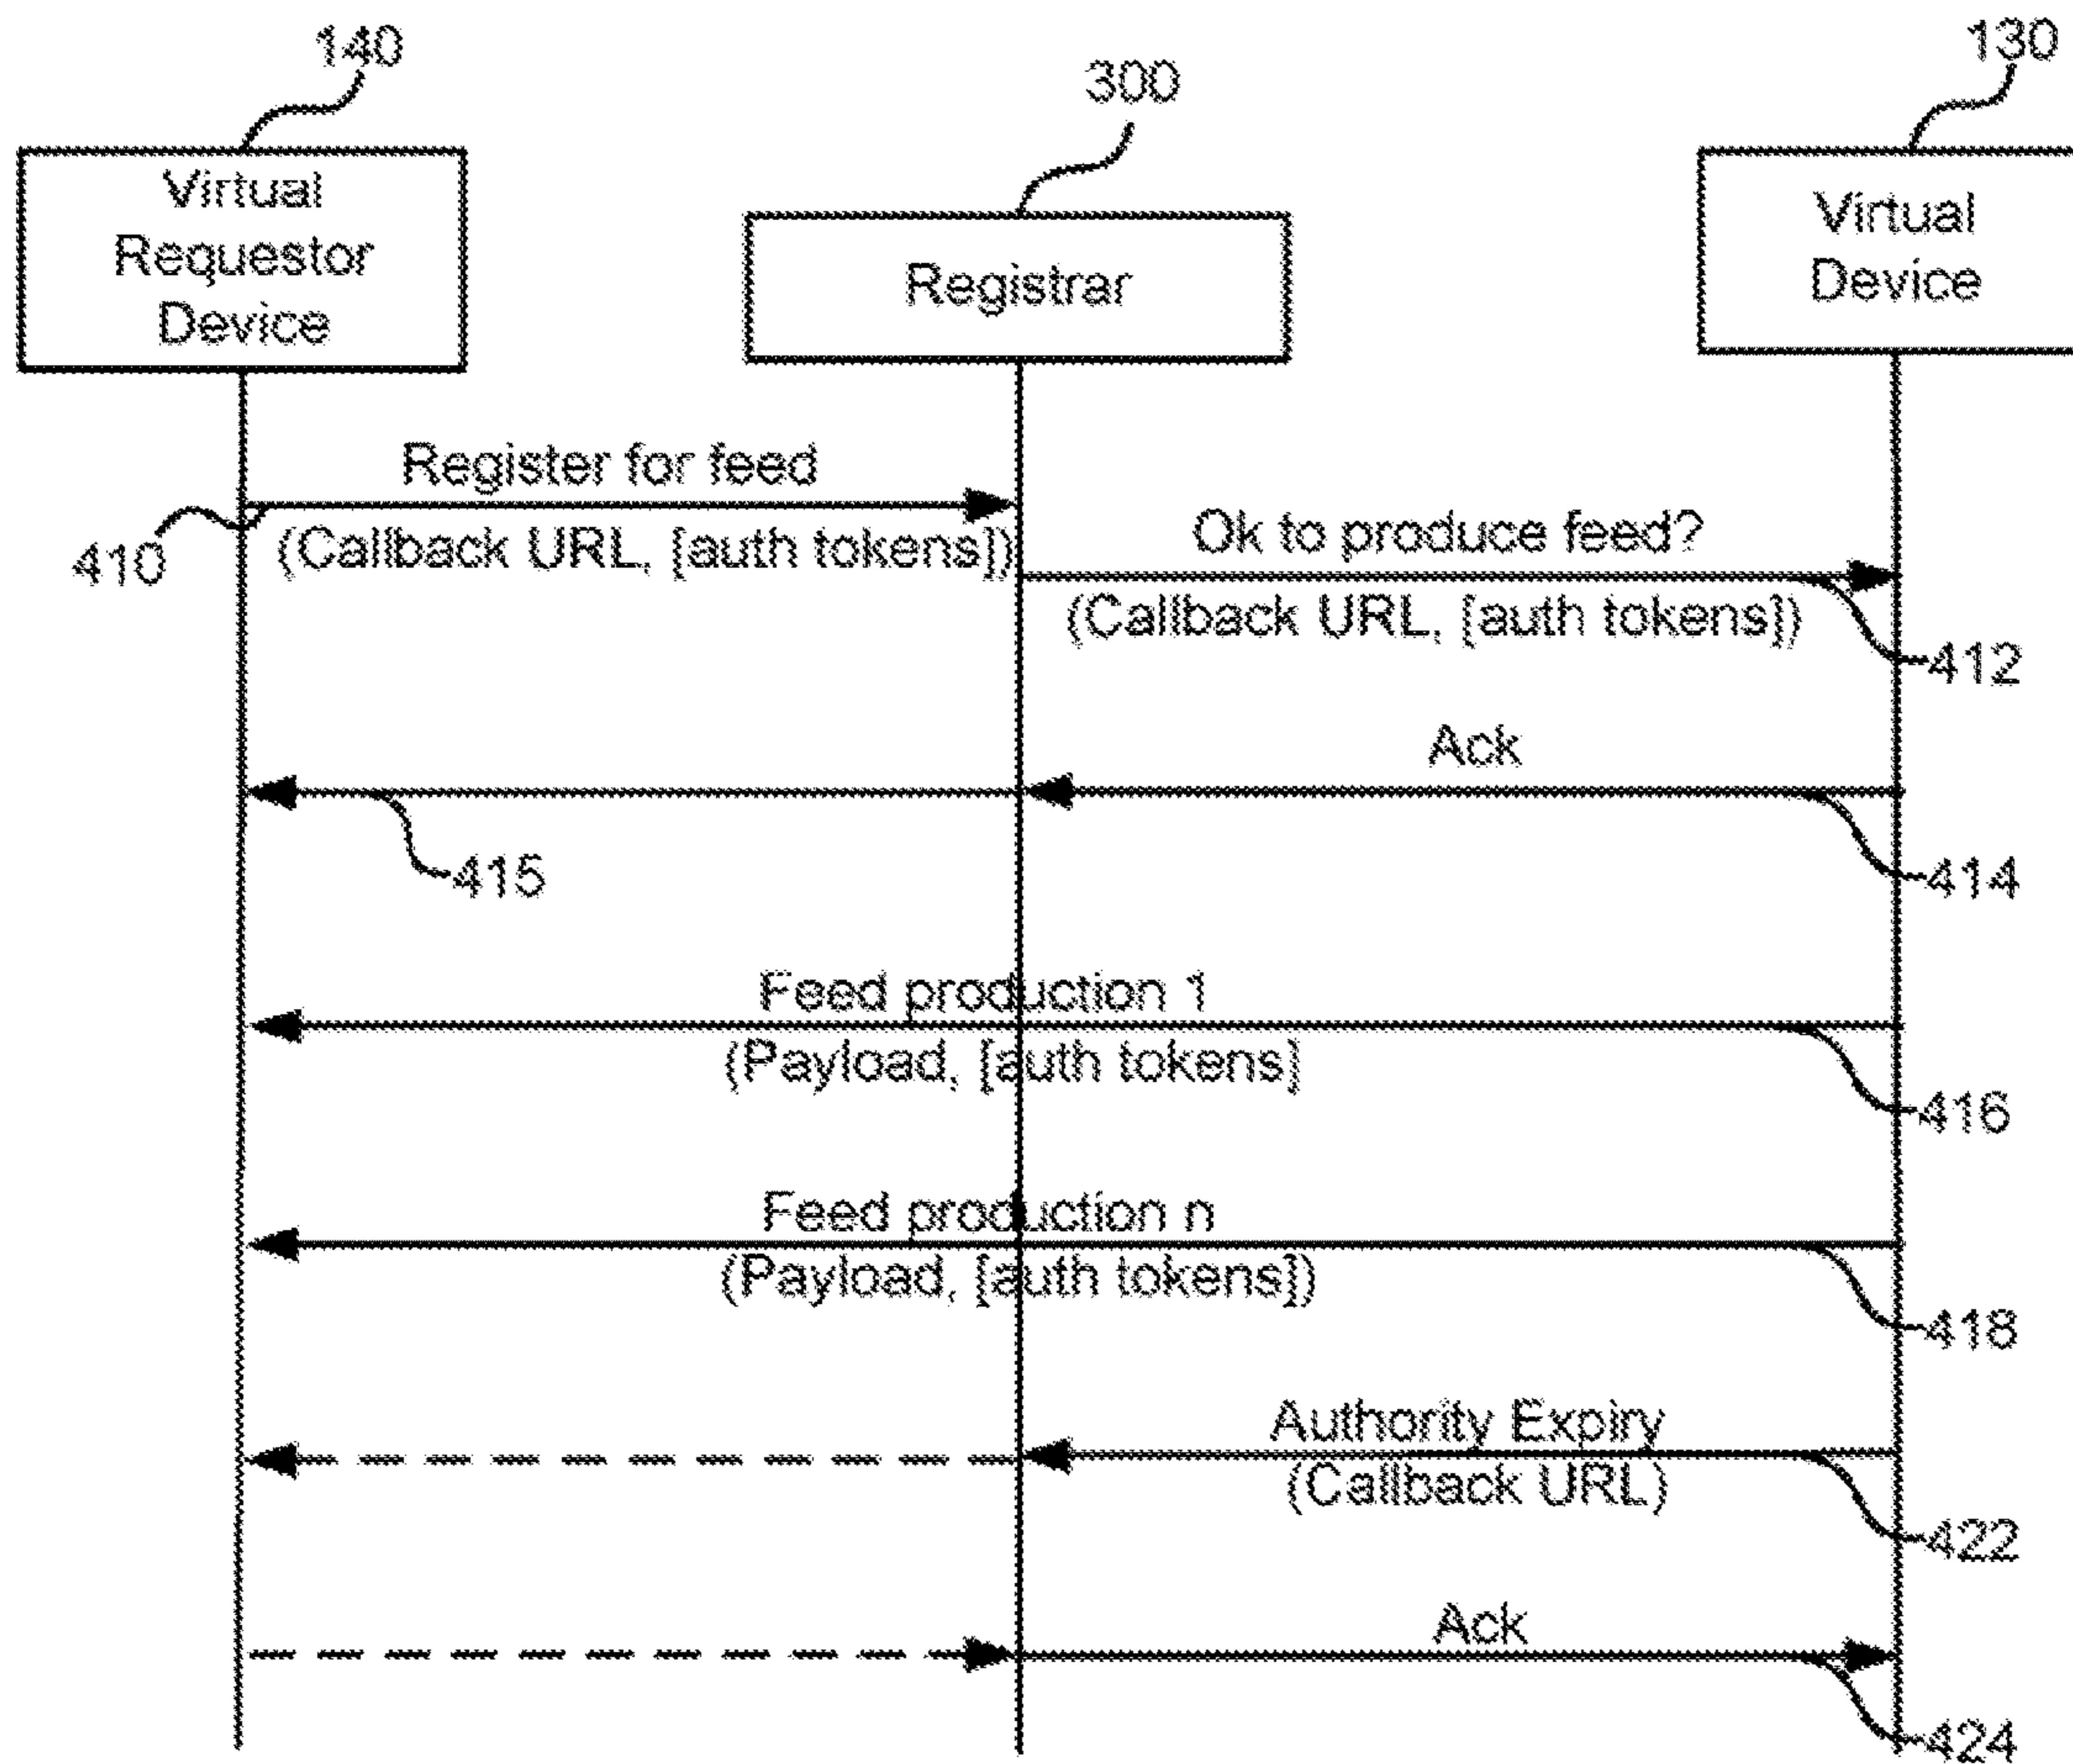 140
300
130
Virtual
Requestor
Device
Registrar
Virtual
Device
Register for feed
410
(Callback URL, [auth tokens])
Ok to produce feed?
(Callback URL, [auth tokens])
412
Ack
415
414
Feed production 1
(Payload, [auth tokens]
416
Feed production n
(Payload, [auth tokens])
418
Authority Expiry
(Callback URL)
422
Ack
424